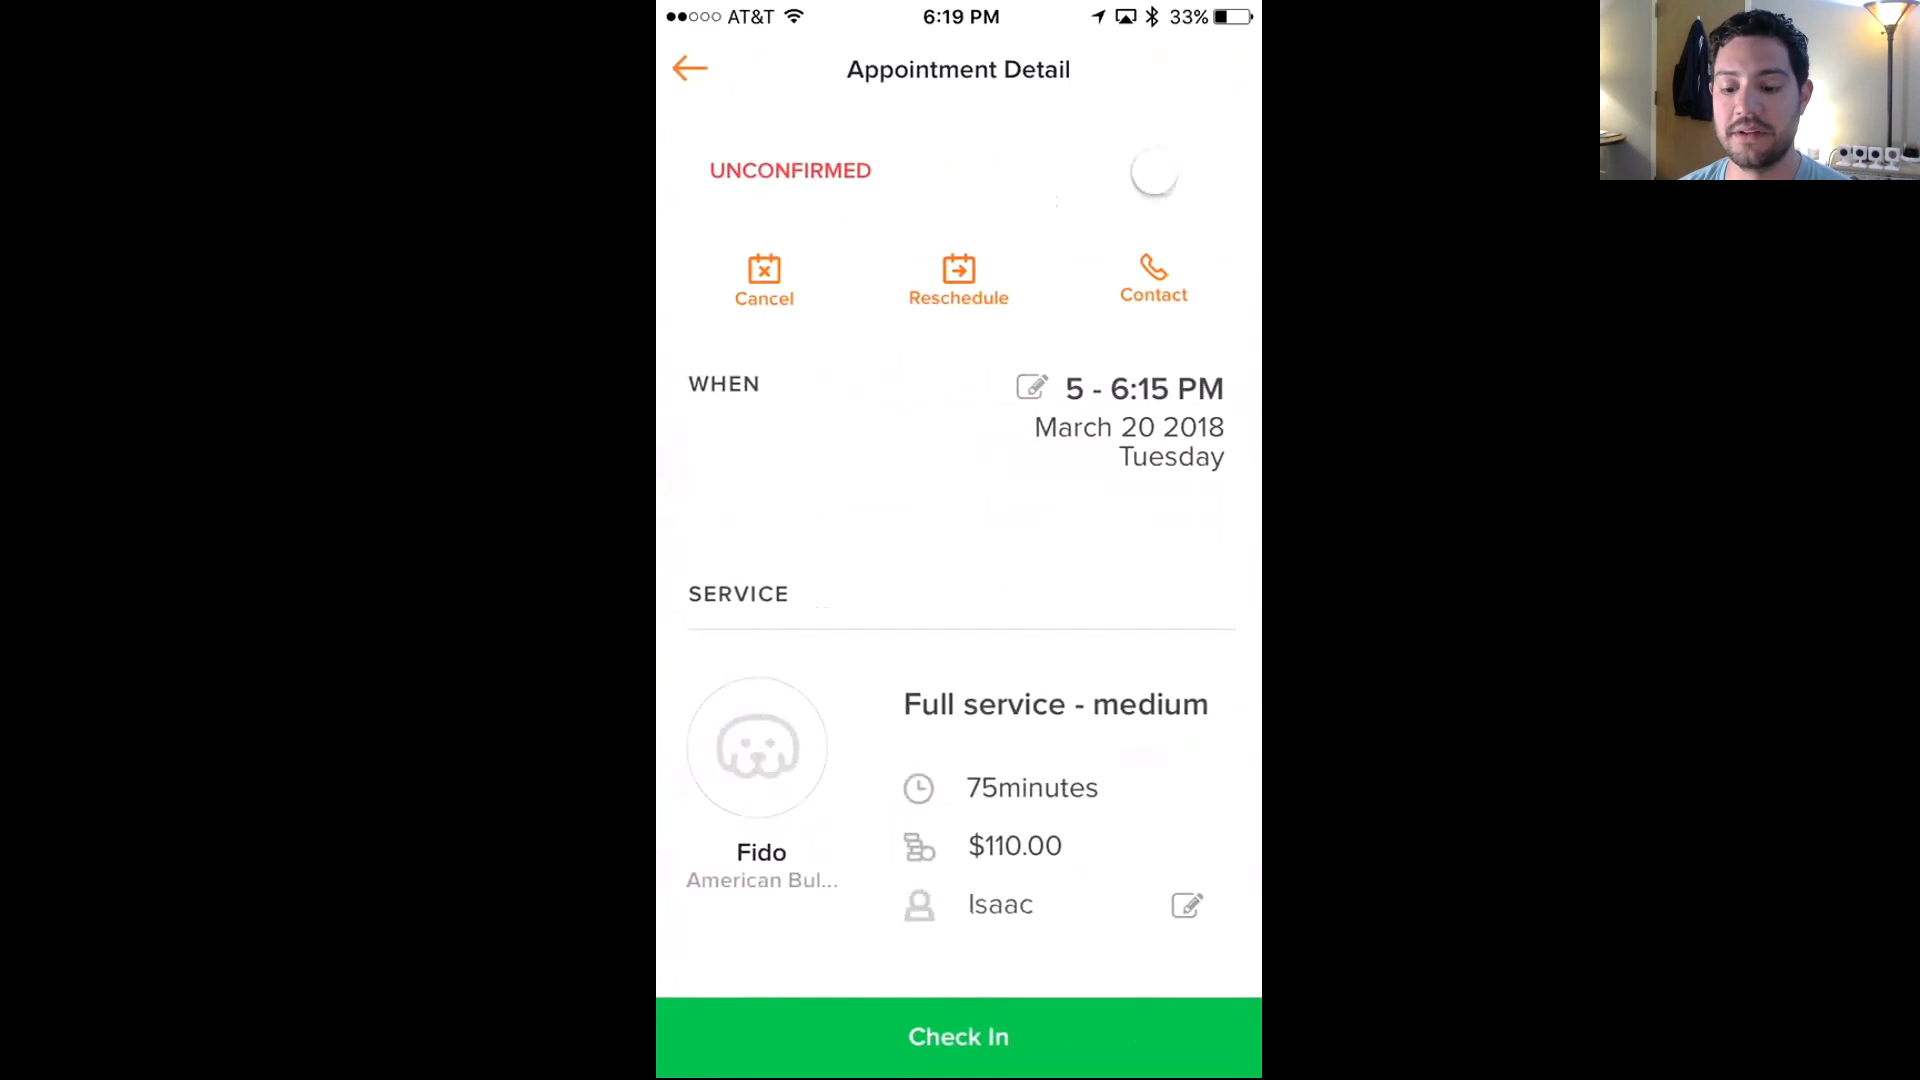 AT&T 6:19 PM 33%
Appointment Detail
UNCONFIRMED
Cancel Reschedule Contact
WHEN 5 - 6:15 PM
March 20 2018
Tuesday
SERVICE
Full service - medium
75minutes
$110.00
Fido
American Bul...
Isaac
Check In